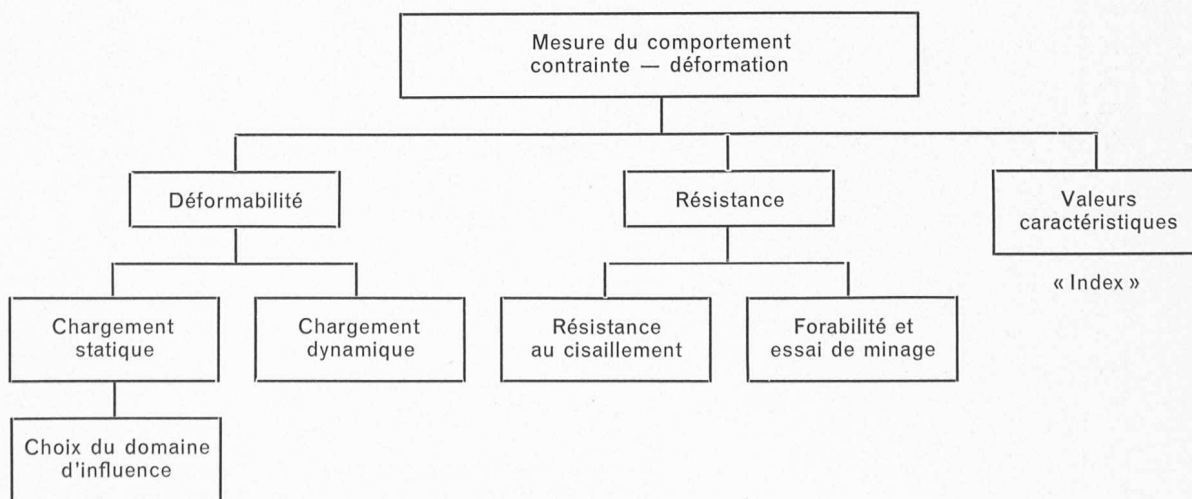 Mesure du comportement
contrainte — déformation
Déformabilité
Résistance
Valeurs
caractéristiques
« Index »
Chargement
statique
Chargement
dynamique
Résistance
au cisaillement
Forabilité et
essai de minage
Choix du domaine
d'influence